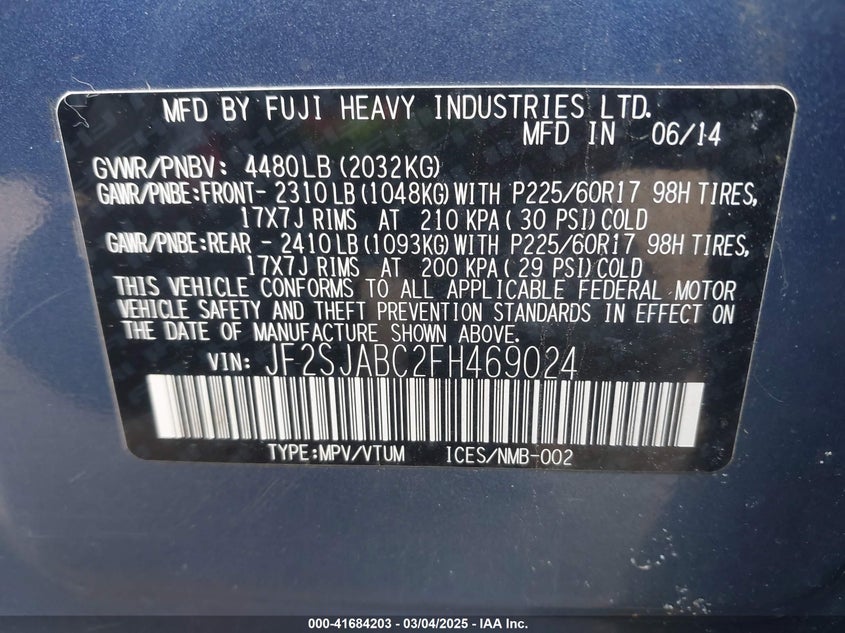 MFD BY FUJI HEAVY INDUSTRIES LTD.
MFD IN 06/14
GVWR/PNBV: 4480LB (2032KG)
GAWR/PNBE:FRONT- 2310LB (1048KG) WITH P225/60R17 98H TIRES,
17X7J RIMS AT 210 KPA ( 30 PSI) COLD
GAWR/PNBE:REAR - 2410LB (1093KG) WITH P225/60R17 98H TIRES,
17X7J RIMS AT 200 KPA ( 29 PSI) COLD
THIS VEHICLE CONFORMS TO ALL APPLICABLE FEDERAL MOTOR
VEHICLE SAFETY AND THEFT PREVENTION STANDARDS IN EFFECT ON
THE DATE OF MANUFACTURE SHOWN ABOVE.
VIN: JF2SJABC2FH469024
TYPE:MPV/VTUM ICES/NMB-002
000-41684203 - 03/04/2025 - IAA Inc.